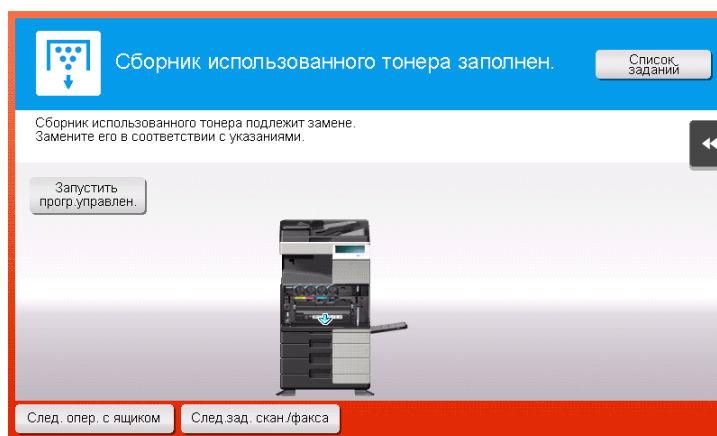 Сборник использованного тонера заполнен.
Список
заданий
Сборник использованного тонера подлежит замене.
Замените его в соответствии с указаниями.
Запустить
прогр.управлен.
След. опер. с ящиком
След.зад. скан./факса